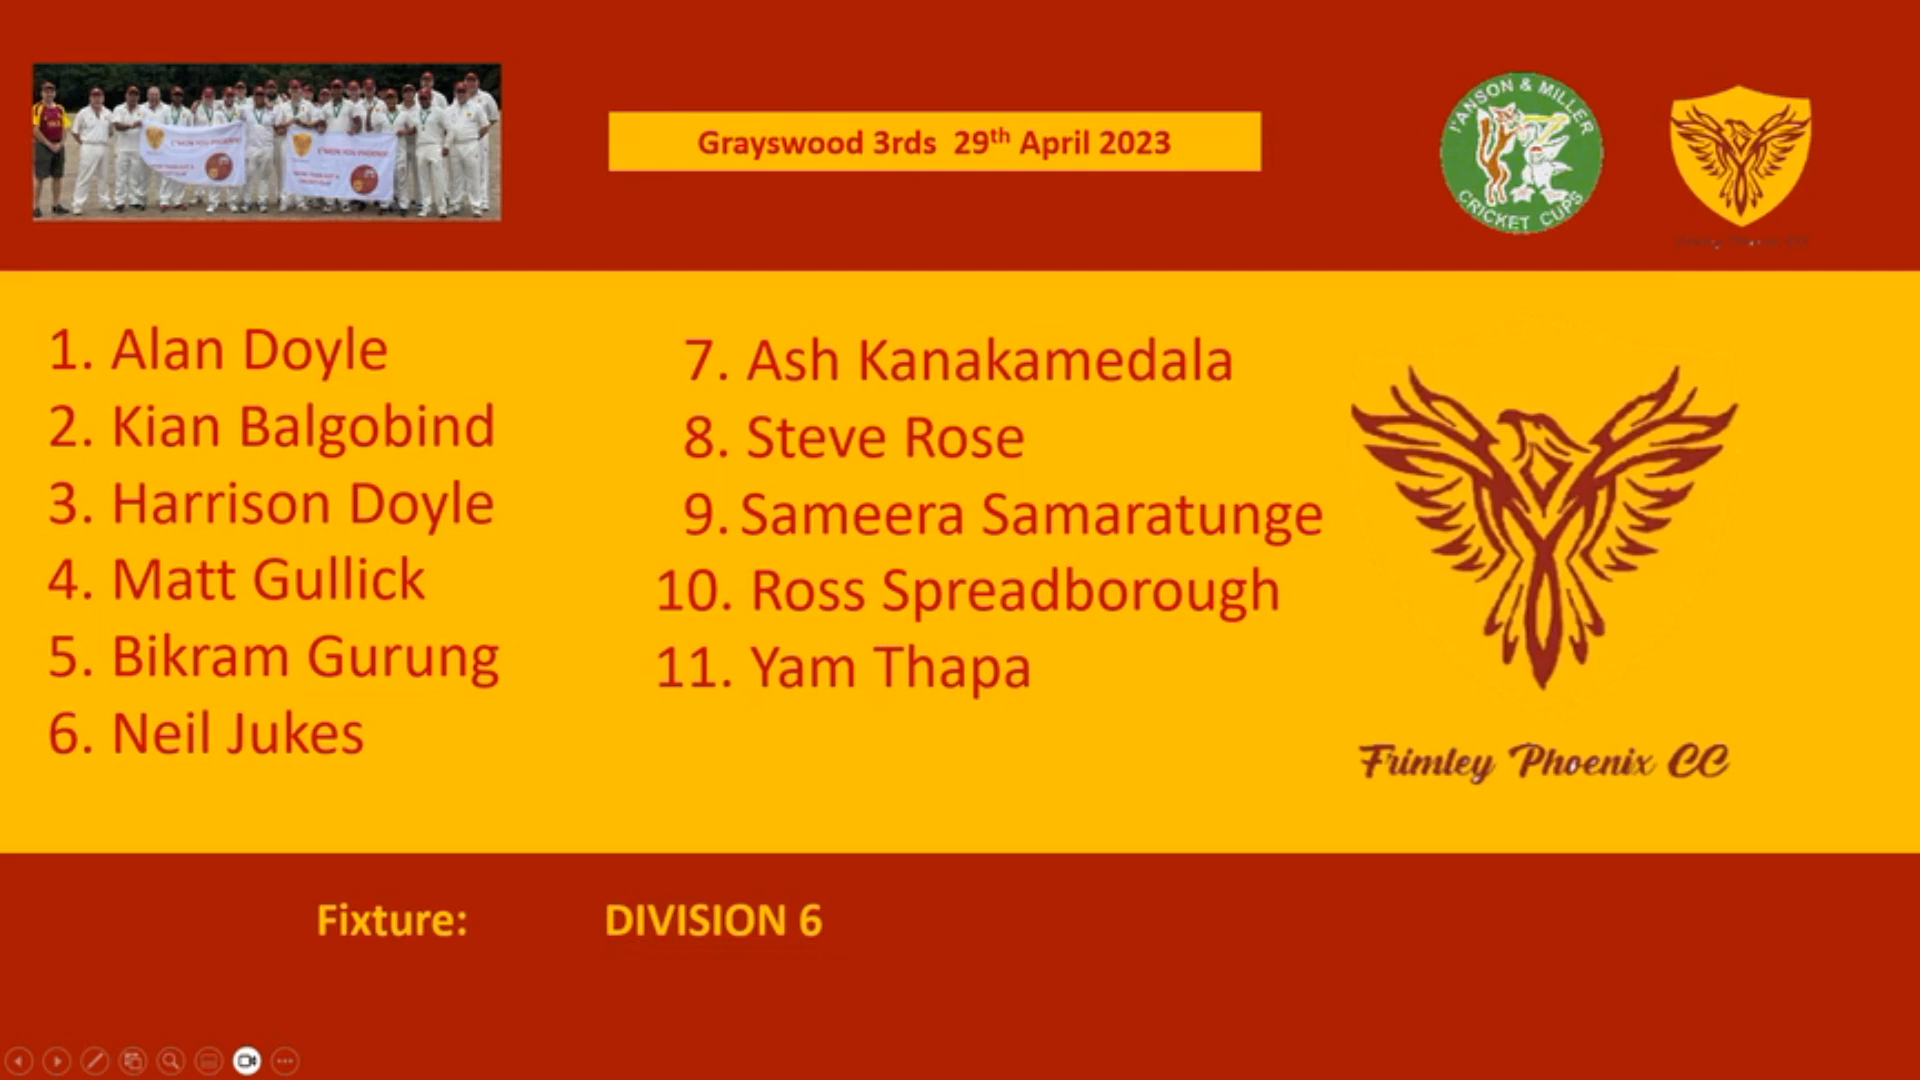 Grayswood 3rds 29th April 2023
I'ANSON & MILLER
CRICKET CUPS
1. Alan Doyle
2. Kian Balgobind
3. Harrison Doyle
4. Matt Gullick
5. Bikram Gurung
6. Neil Jukes
7. Ash Kanakamedala
8. Steve Rose
9. Sameera Samaratunge
10. Ross Spreadborough
11. Yam Thapa
Frimley Phoenix CC
Fixture: DIVISION 6